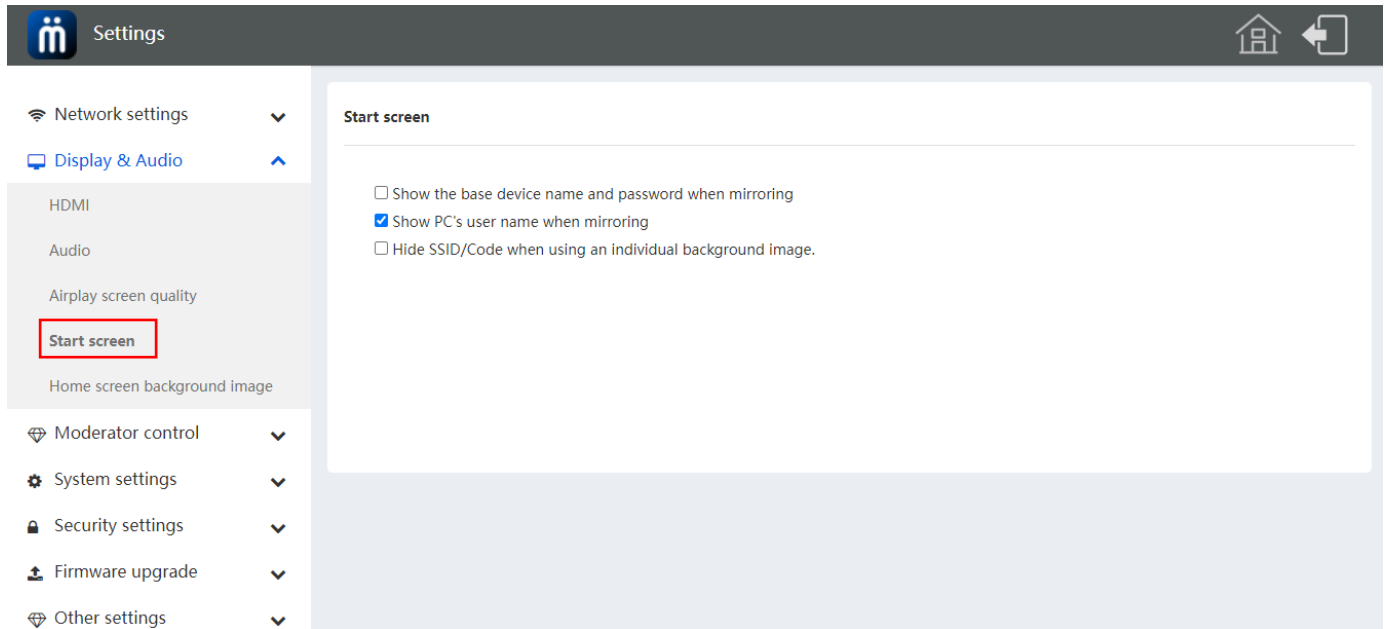 Settings
Network settings
Display & Audio
HDMI
Audio
Airplay screen quality
Start screen
Home screen background image
Moderator control
System settings
Security settings
Firmware upgrade
Other settings
Start screen
Show the base device name and password when mirroring
Show PC's user name when mirroring
Hide SSID/Code when using an individual background image.